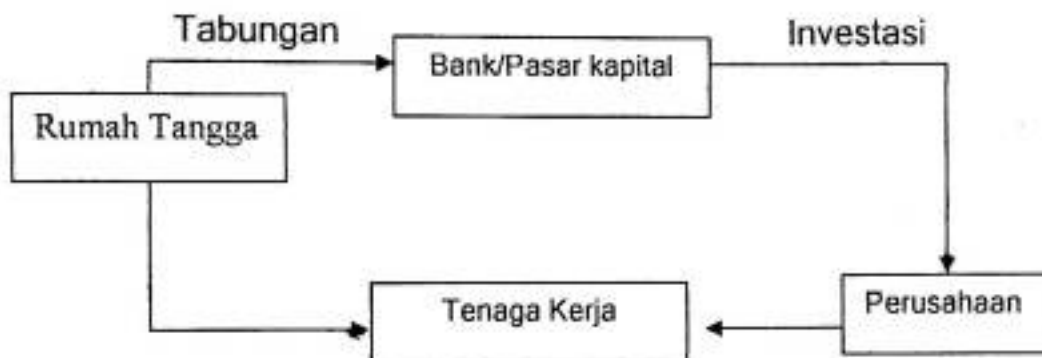 Tabungan
Investasi
Bank/Pasar kapital
Rumah Tangga
Tenaga Kerja
Perusahaan